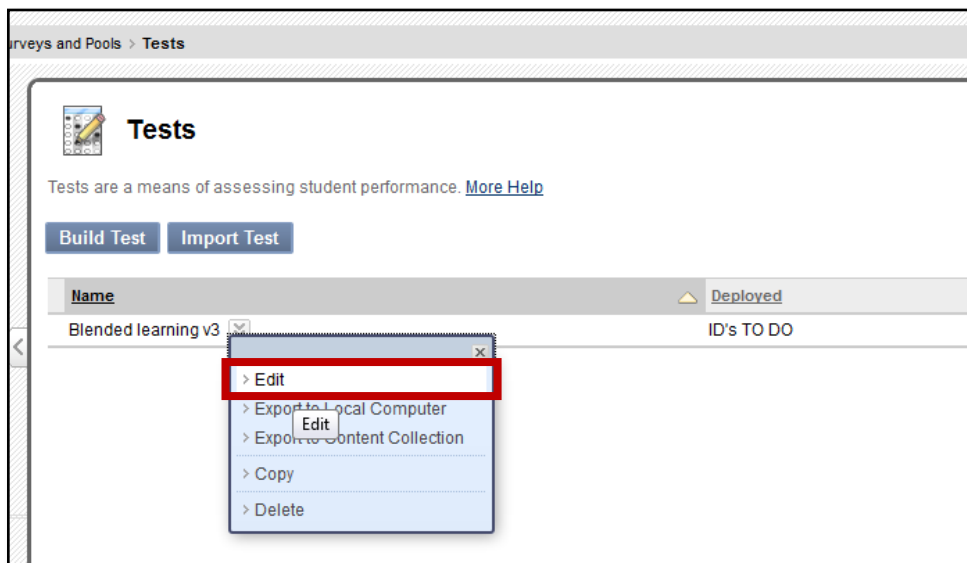 urveys and Pools > Tests
Tests
Tests are a means of assessing student performance. More Help
Build Test Import Test
Name Deployed
Blended learning v3 ID's TO DO
> Edit
> Export to Local Computer
Edit
> Export to Content Collection
> Copy
> Delete